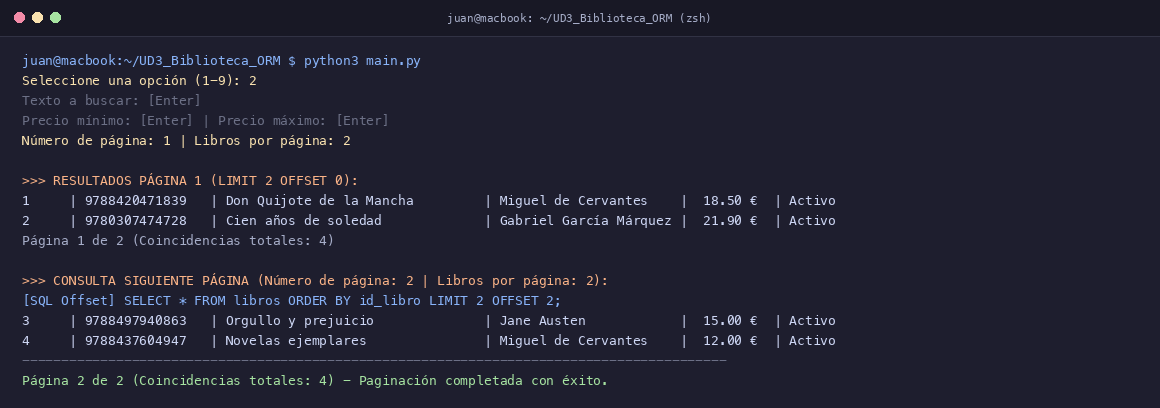 juan@macbook: ~/UD3_Biblioteca_ORM (zsh)
juan@macbook:~/UD3_Biblioteca_ORM $ python3 main.py
Seleccione una opción (1-9): 2
Texto a buscar: [Enter]
Precio mínimo: [Enter] | Precio máximo: [Enter]
Número de página: 1 | Libros por página: 2
>>> RESULTADOS PÁGINA 1 (LIMIT 2 OFFSET 0):
1     | 9788420471839   | Don Quijote de la Mancha         | Miguel de Cervantes    |  18.50 €  | Activo
2     | 9780307474728   | Cien años de soledad             | Gabriel García Márquez |  21.90 €  | Activo
Página 1 de 2 (Coincidencias totales: 4)
>>> CONSULTA SIGUIENTE PÁGINA (Número de página: 2 | Libros por página: 2):
[SQL Offset] SELECT * FROM libros ORDER BY id_libro LIMIT 2 OFFSET 2;
3     | 9788497940863   | Orgullo y prejuicio              | Jane Austen            |  15.00 €  | Activo
4     | 9788437604947   | Novelas ejemplares               | Miguel de Cervantes    |  12.00 €  | Activo
------------------------------------------------------------------------------------------
Página 2 de 2 (Coincidencias totales: 4) - Paginación completada con éxito.